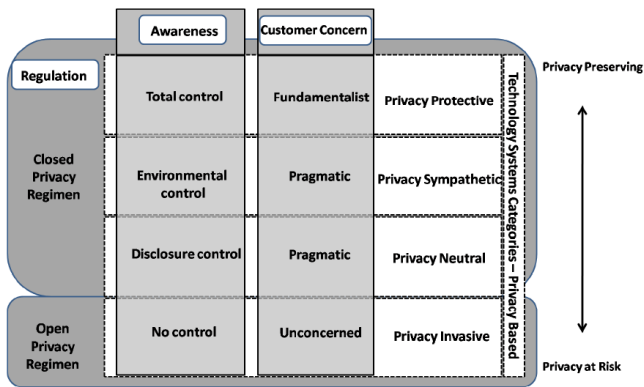 Awareness
Customer Concern
Privacy Preserving
Regulation
Total control
Fundamentalist
Privacy Protective
Closed
Privacy
Regimen
Environmental
control
Pragmatic
Privacy Sympathetic
Disclosure control
Pragmatic
Privacy Neutral
Open
Privacy
Regimen
No control
Unconcerned
Privacy Invasive
Technology Systems Categories – Privacy Based
Privacy at Risk